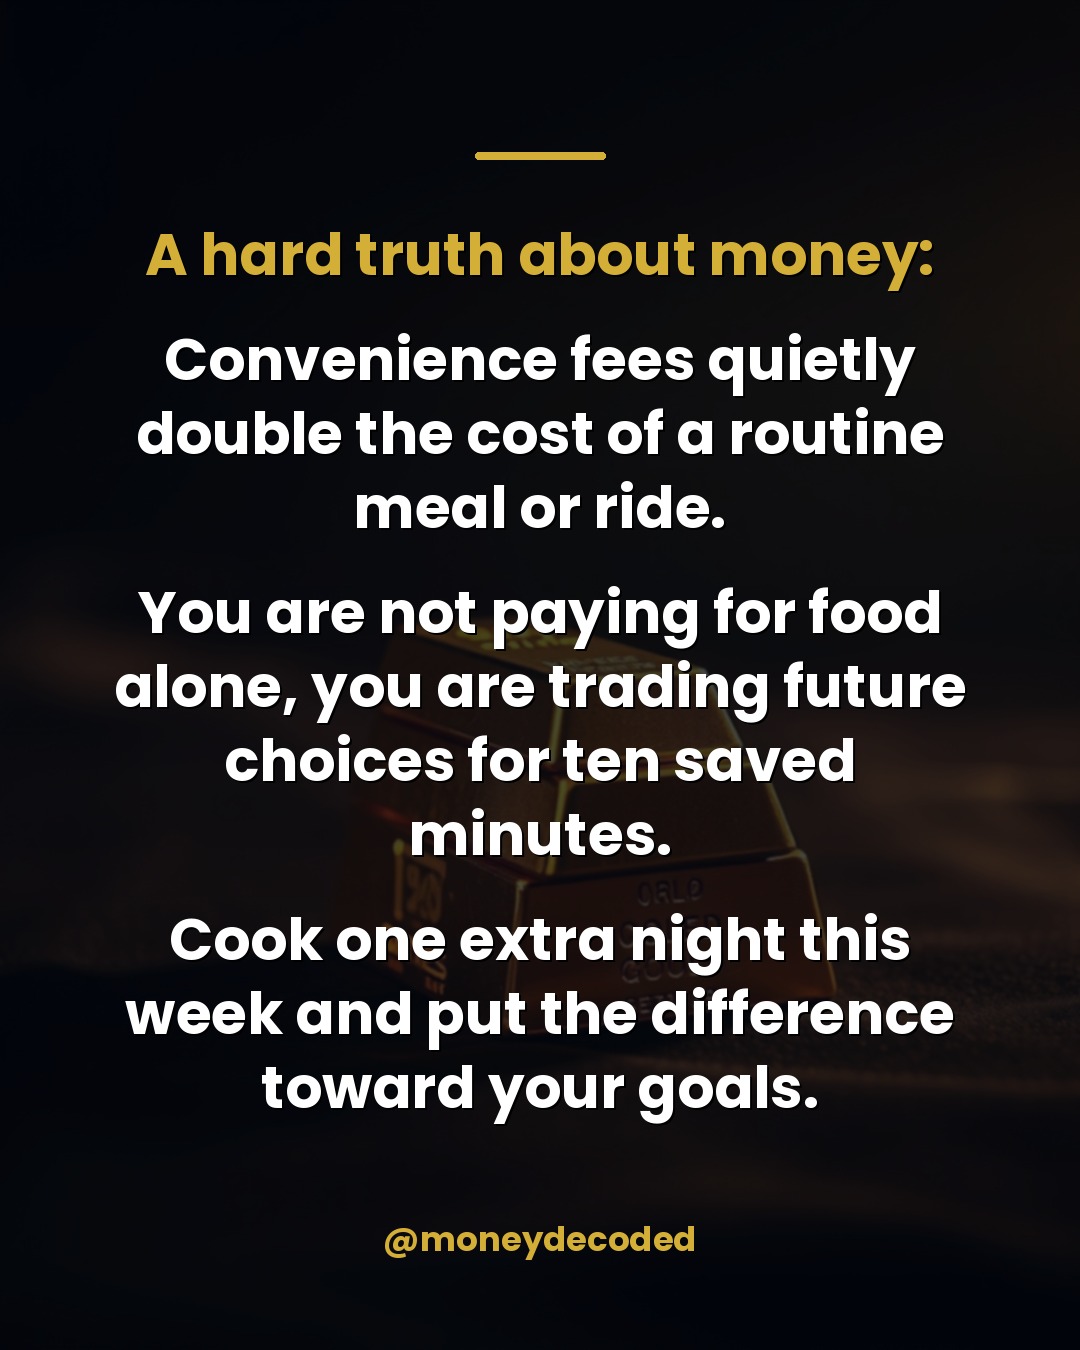 A hard truth about money:
Convenience fees quietly
double the cost of a routine
meal or ride.
You are not paying for food
alone, you are trading future
choices for ten saved
minutes.
Cook one extra night this
week and put the difference
toward your goals.
@moneydecoded